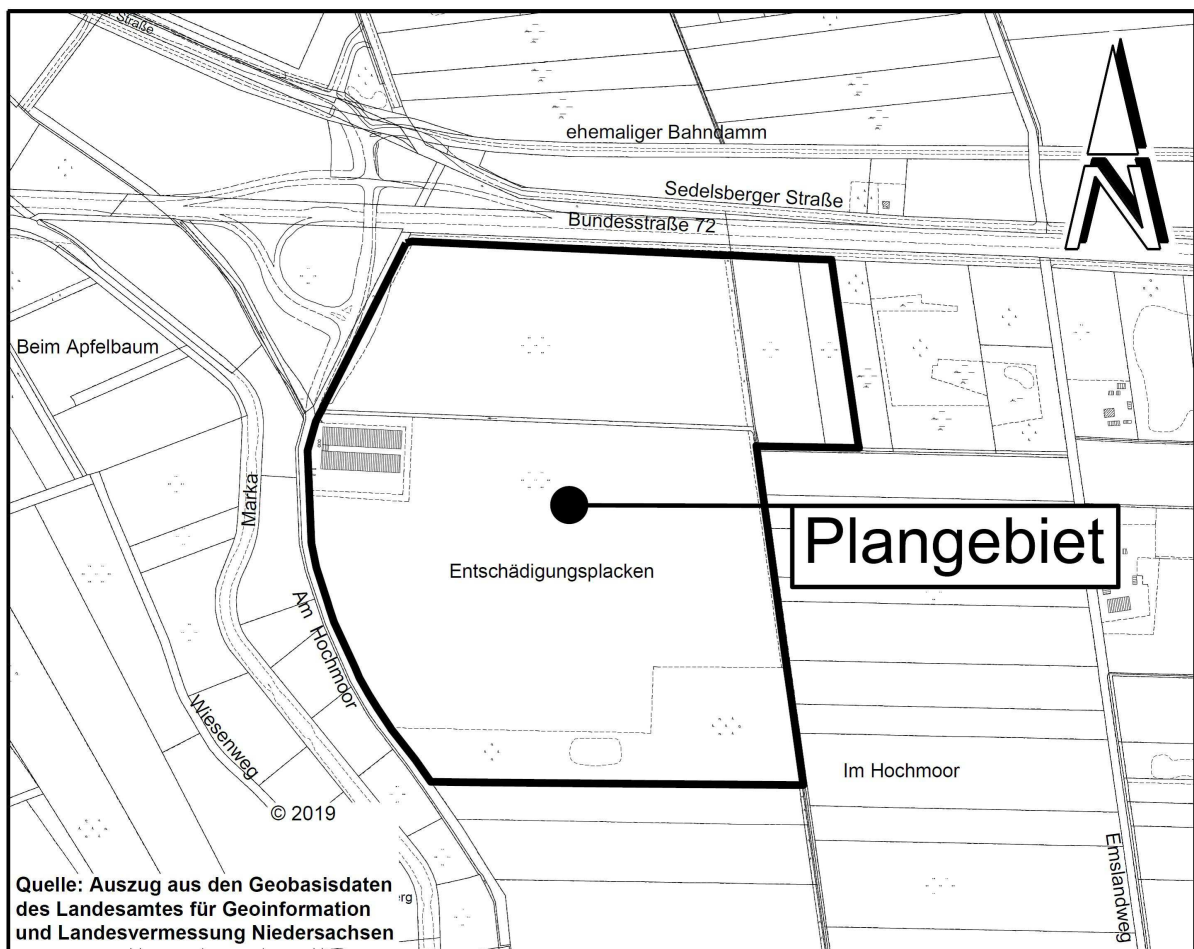 Straße
ehemaliger Bahndamm
Sedelsberger Straße
Bundesstraße 72
N
Beim Apfelbaum
Marka
Plangebiet
Entschädigungsplacken
Am Hochmoor
Wiesenweg
Im Hochmoor
© 2019
Emslandweg
Quelle: Auszug aus den Geobasisdaten
des Landesamtes für Geoinformation
und Landesvermessung Niedersachsen